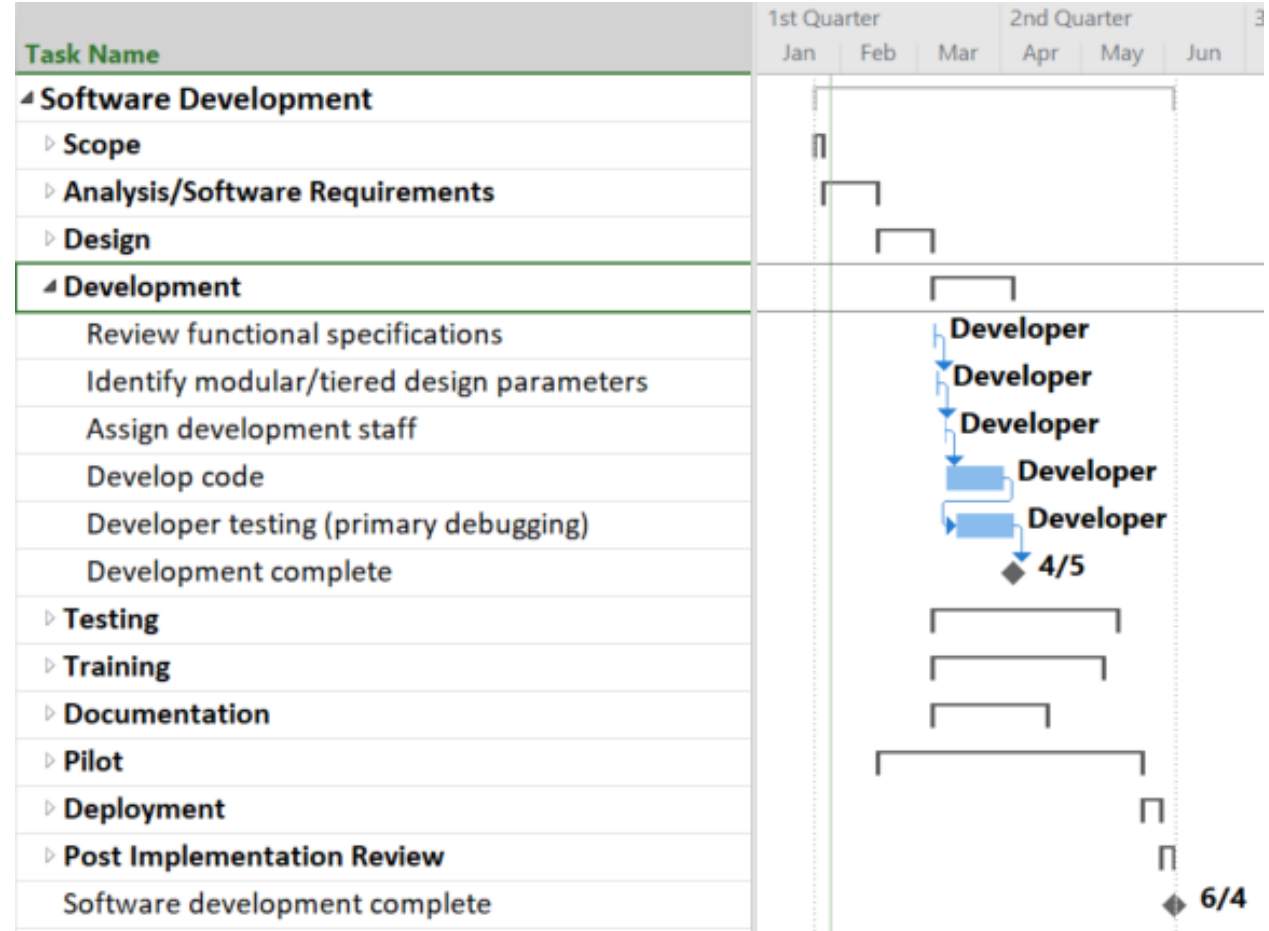 1st Quarter 2nd Quarter 3
Task Name Jan Feb Mar Apr May Jun
Software Development
Scope
Analysis/Software Requirements
Design
Development
Review functional specifications Developer
Identify modular/tiered design parameters Developer
Assign development staff Developer
Develop code Developer
Developer testing (primary debugging) Developer
Development complete 4/5
Testing
Training
Documentation
Pilot
Deployment
Post Implementation Review
Software development complete 6/4